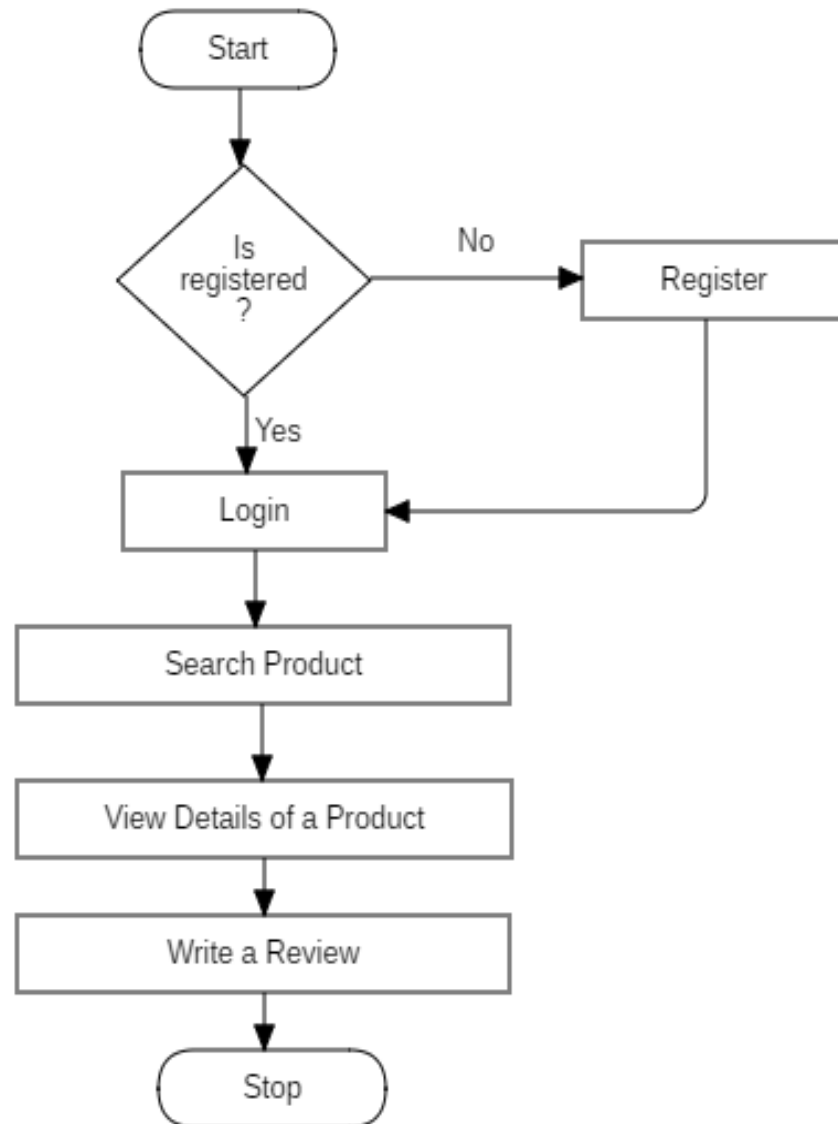 Start
Is
registered
?
No
Register
Yes
Login
Search Product
View Details of a Product
Write a Review
Stop